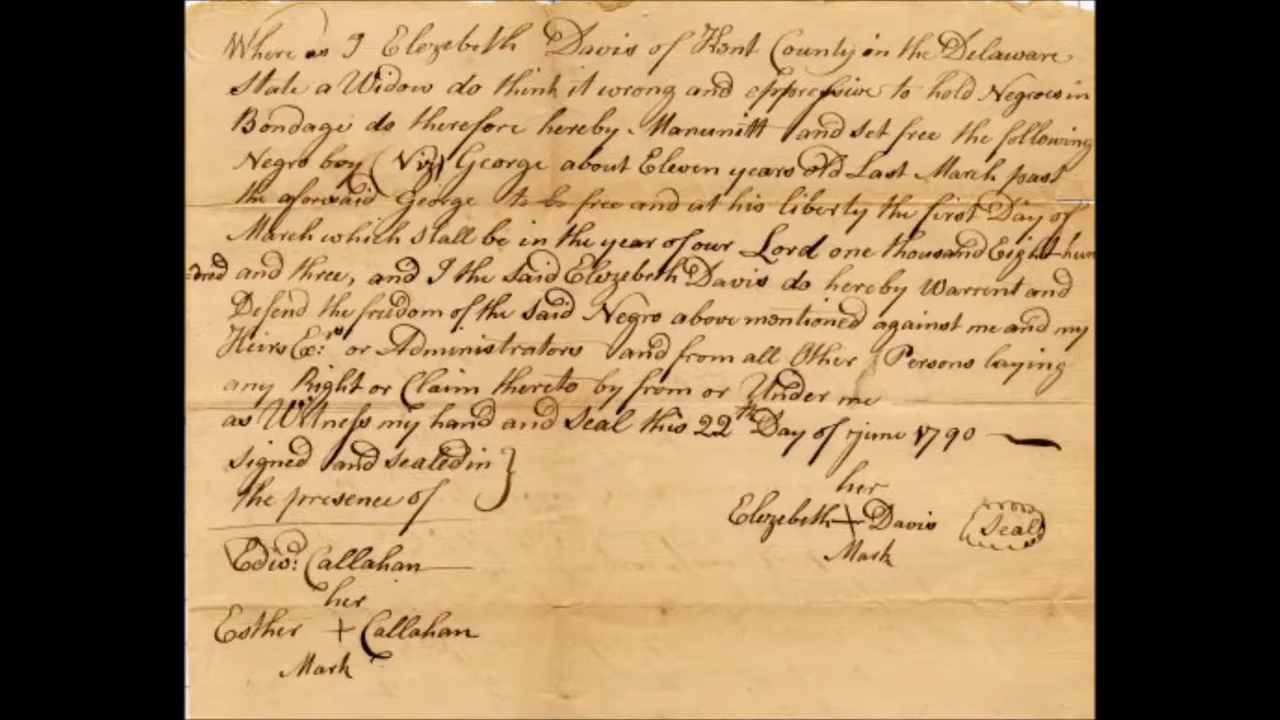 Where as I Elezebeth Davis of Kent County in the Delaware
State a Widow do think it wrong and oppressive to hold Negroes in
Bondage do therefore hereby Manumitt and set free the following
Negro boy (Viz) George about Eleven years old Last March past
the aforesaid George to be free and at his liberty the first Day of
March which shall be in the year of our Lord one thousand Eight hun
dred and three, and I the said Elezebeth Davis do hereby Warrent and
Defend the freedom of the said Negro above mentioned against me and my
Heirs Exrs or Administrators and from all Other Persons laying
any Right or Claim thereto by from or Under me
as Witness my hand and Seal this 22th Day of june 1790
signed and sealed in }
the presence of
her
Elezebeth + Davis Seal
Mark
Edwd: Callahan
her
Esther + Callahan
Mark